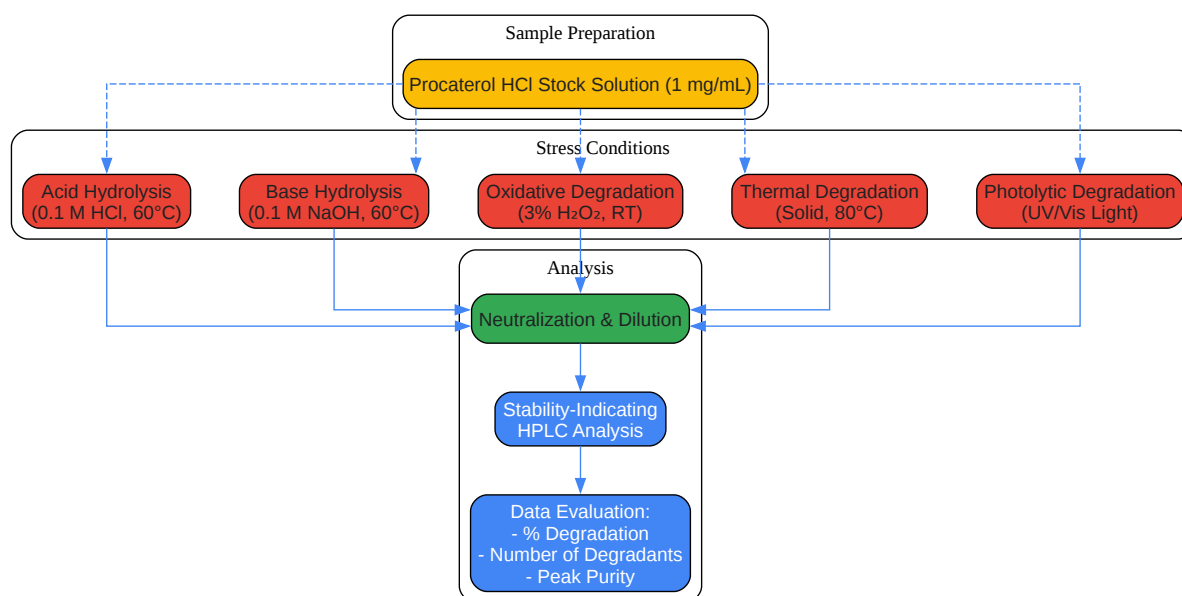 Sample Preparation
Procaterol HCl Stock Solution (1 mg/mL)
Stress Conditions
Acid Hydrolysis
(0.1 M HCl, 60°C)
Base Hydrolysis
(0.1 M NaOH, 60°C)
Oxidative Degradation
(3% H₂O₂, RT)
Thermal Degradation
(Solid, 80°C)
Photolytic Degradation
(UV/Vis Light)
Analysis
Neutralization & Dilution
Stability-Indicating
HPLC Analysis
Data Evaluation:
- % Degradation
- Number of Degradants
- Peak Purity